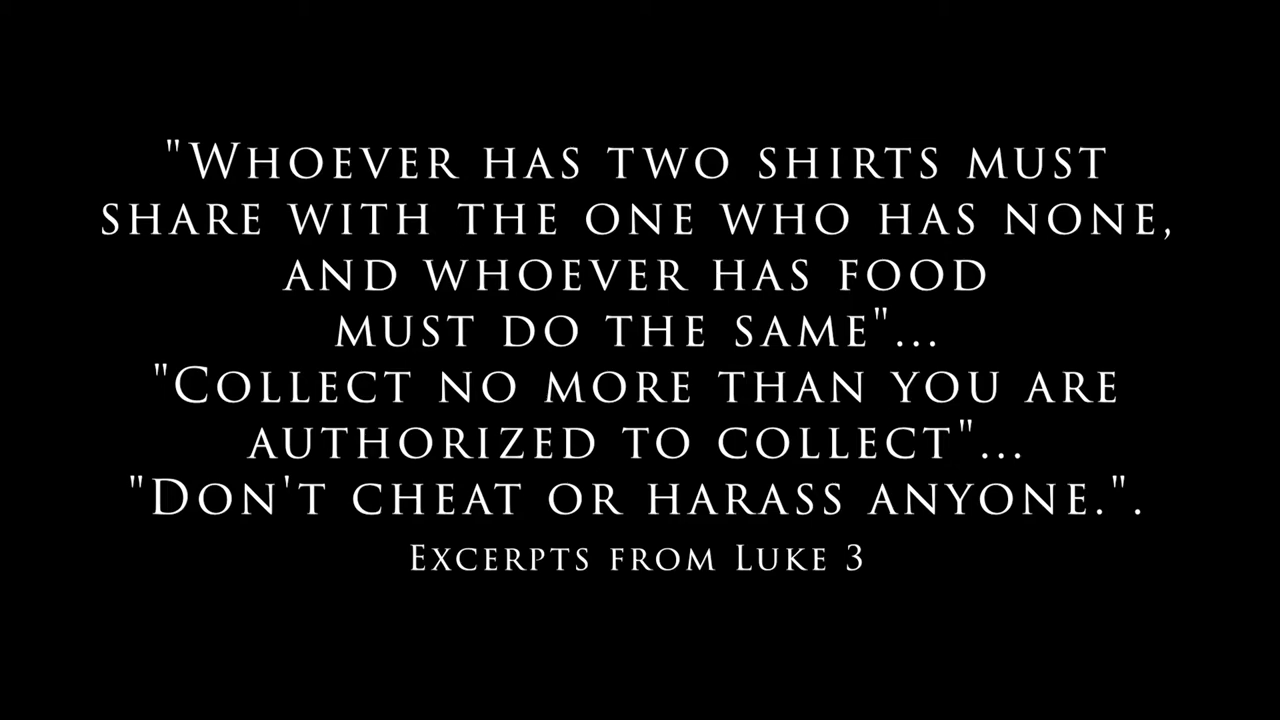 "Whoever has two shirts must
share with the one who has none,
and whoever has food
must do the same"...
"Collect no more than you are
authorized to collect"...
"Don't cheat or harass anyone.".
Excerpts from Luke 3